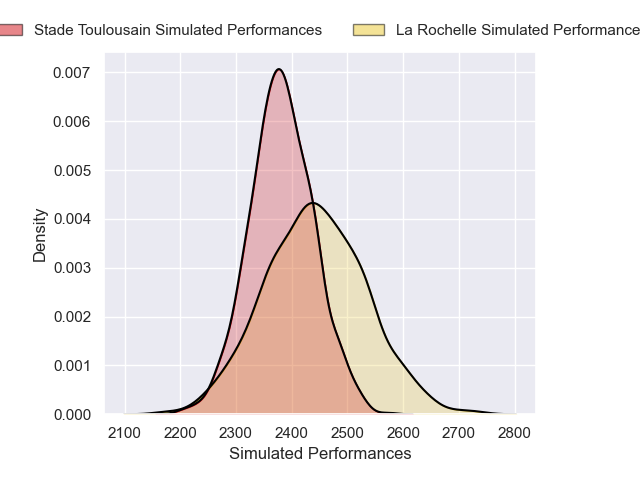 Stade Toulousain Simulated Performances La Rochelle Simulated Performance
0.007
0.006
0.005
0.004
0.003
0.002
0.001
0.000
Density
2100 2200 2300 2400 2500 2600 2700 2800
Simulated Performances